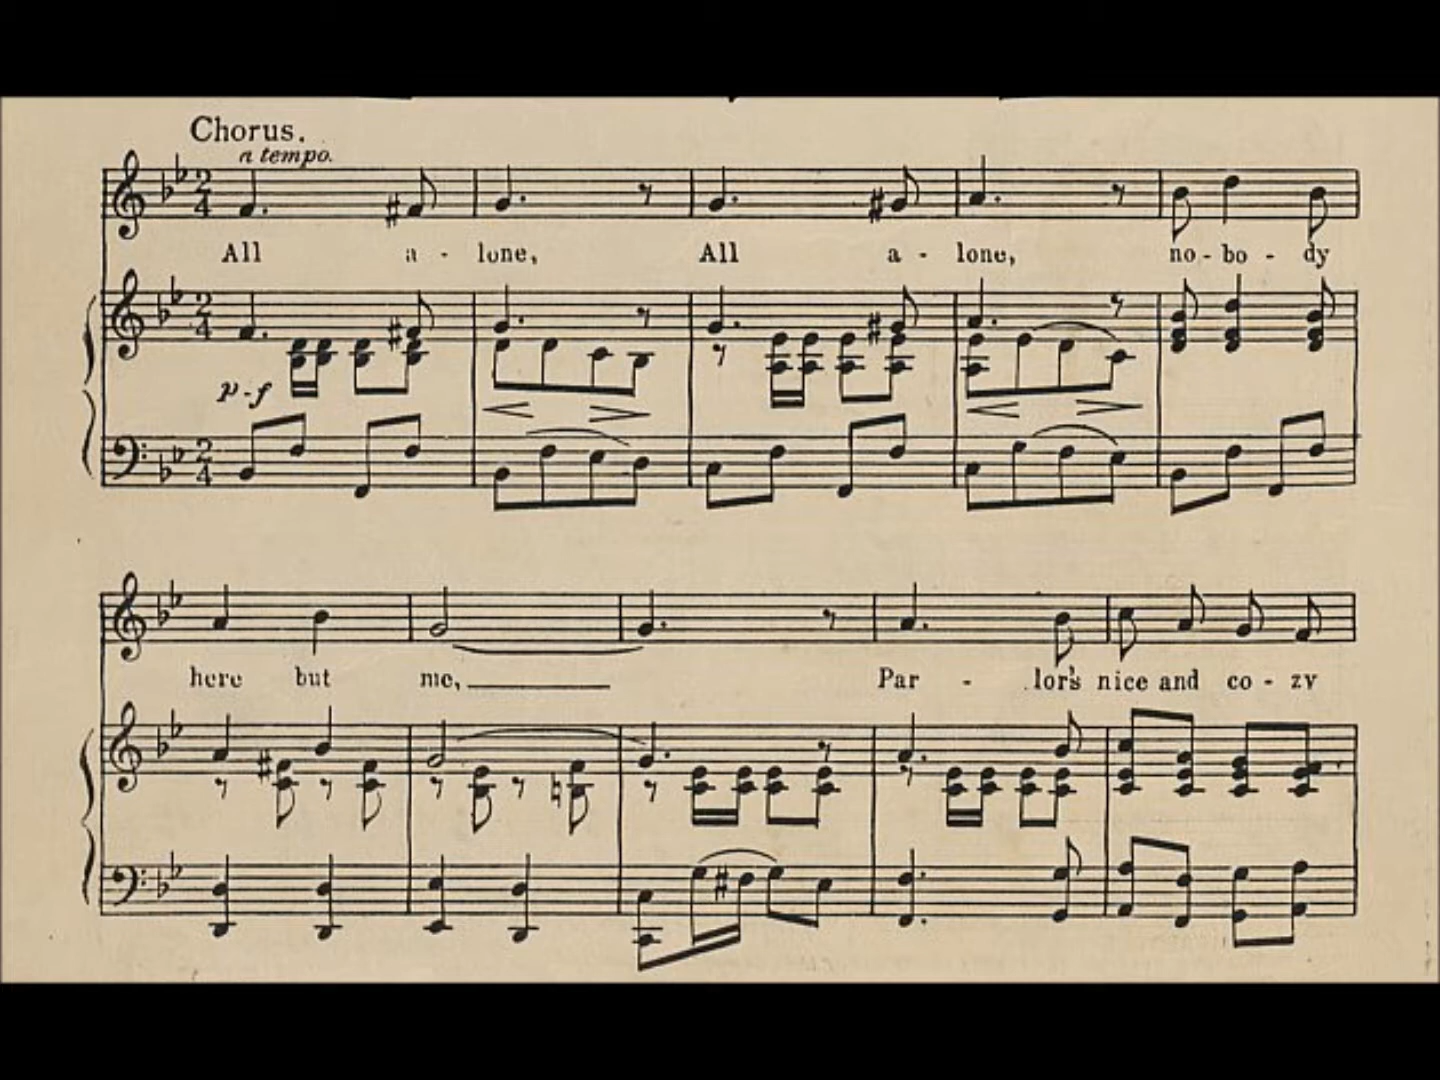 Chorus.
a tempo.
All a - lone, All a - lone, no - bo - dy
p-f
here but me, Par - lor's nice and co - zy